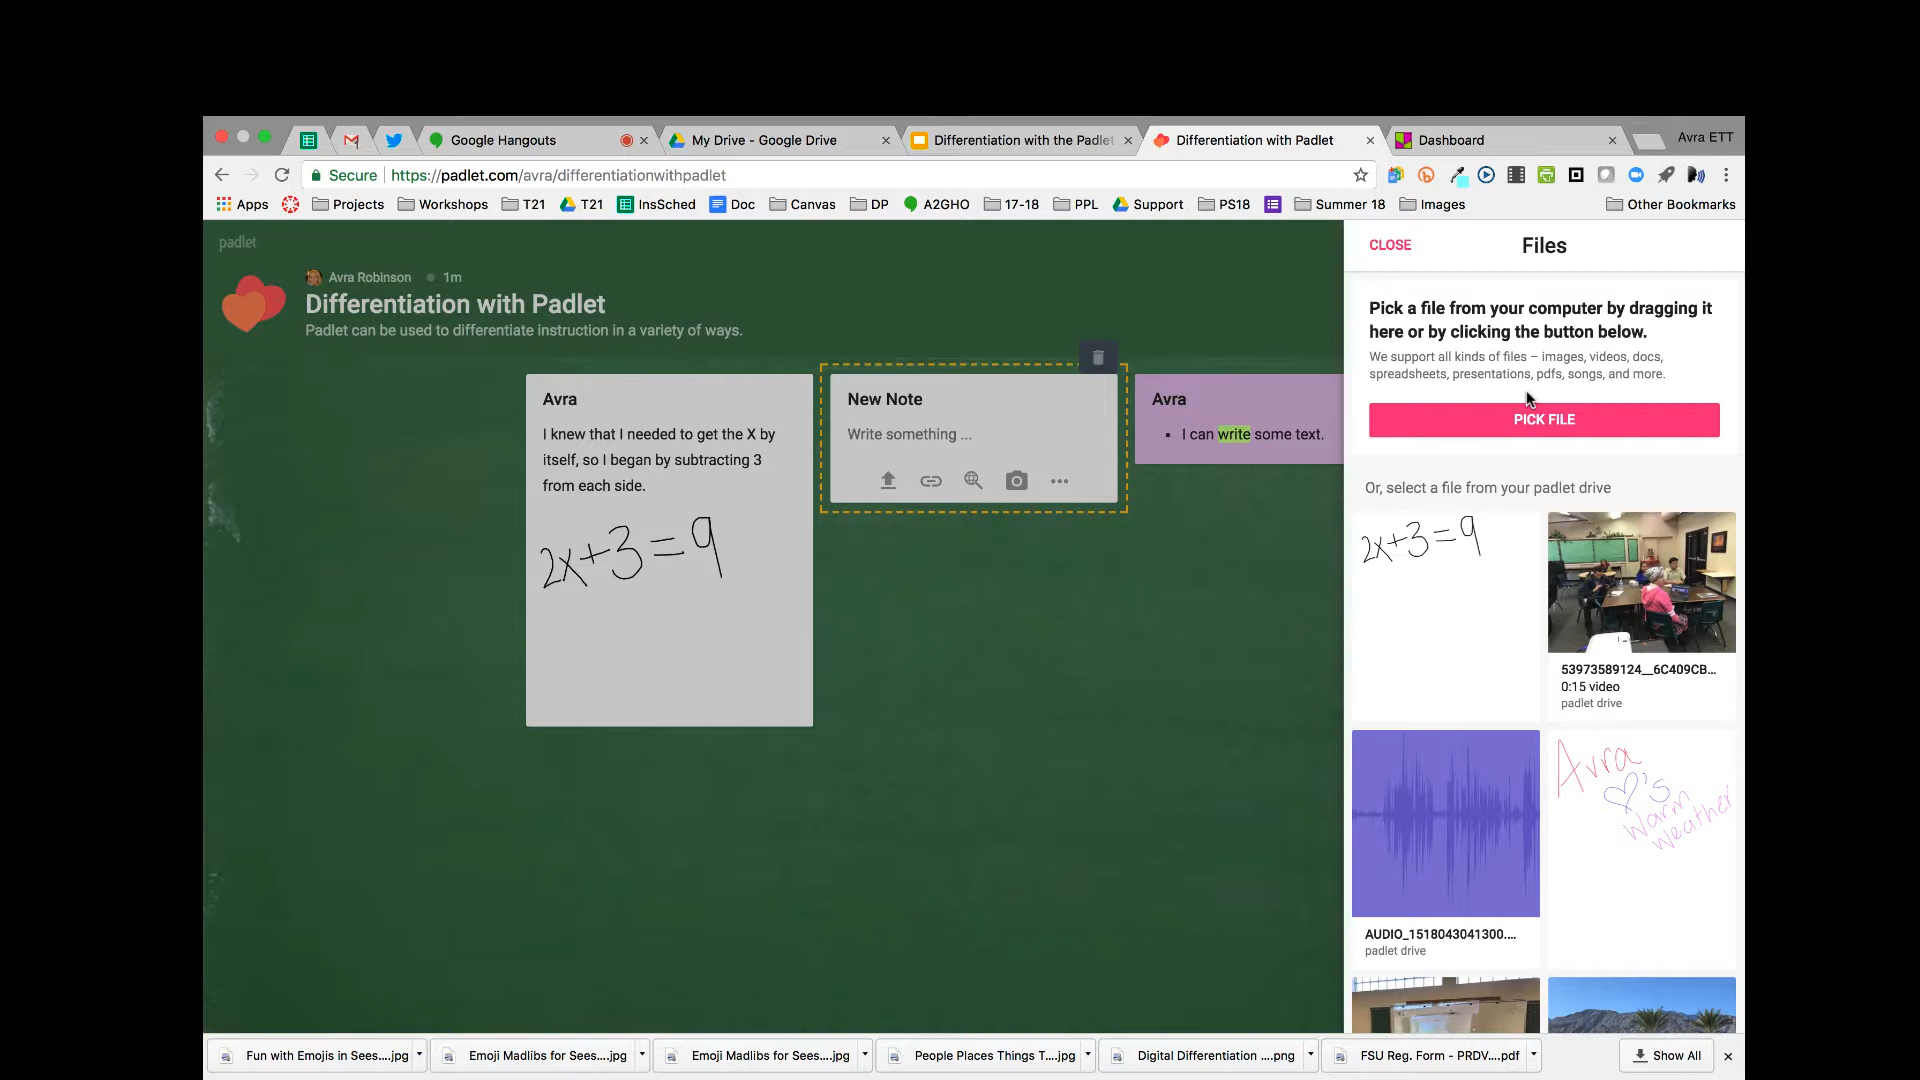 Google Hangouts
My Drive - Google Drive
Differentiation with the Padlet
Differentiation with Padlet
Dashboard
Avra ETT
Secure
https://padlet.com/avra/differentiationwithpadlet
Apps
Projects
Workshops
T21
T21
InsSched
Doc
Canvas
DP
A2GHO
17-18
PPL
Support
PS18
Summer 18
Images
Other Bookmarks
padlet
Avra Robinson
1m
Differentiation with Padlet
Padlet can be used to differentiate instruction in a variety of ways.
Avra
I knew that I needed to get the X by
itself, so I began by subtracting 3
from each side.
2x+3=9
New Note
Write something ...
Avra
• I can write some text.
CLOSE
Files
Pick a file from your computer by dragging it
here or by clicking the button below.
We support all kinds of files – images, videos, docs,
spreadsheets, presentations, pdfs, songs, and more.
PICK FILE
Or, select a file from your padlet drive
2x+3=9
53973589124__6C409CB...
0:15 video
padlet drive
AUDIO_1518043041300....
padlet drive
Avra
♡'s
warm
weather
Fun with Emojis in Sees....jpg
Emoji Madlibs for Sees....jpg
Emoji Madlibs for Sees....jpg
People Places Things T....jpg
Digital Differentiation ....png
FSU Reg. Form - PRDV....pdf
Show All